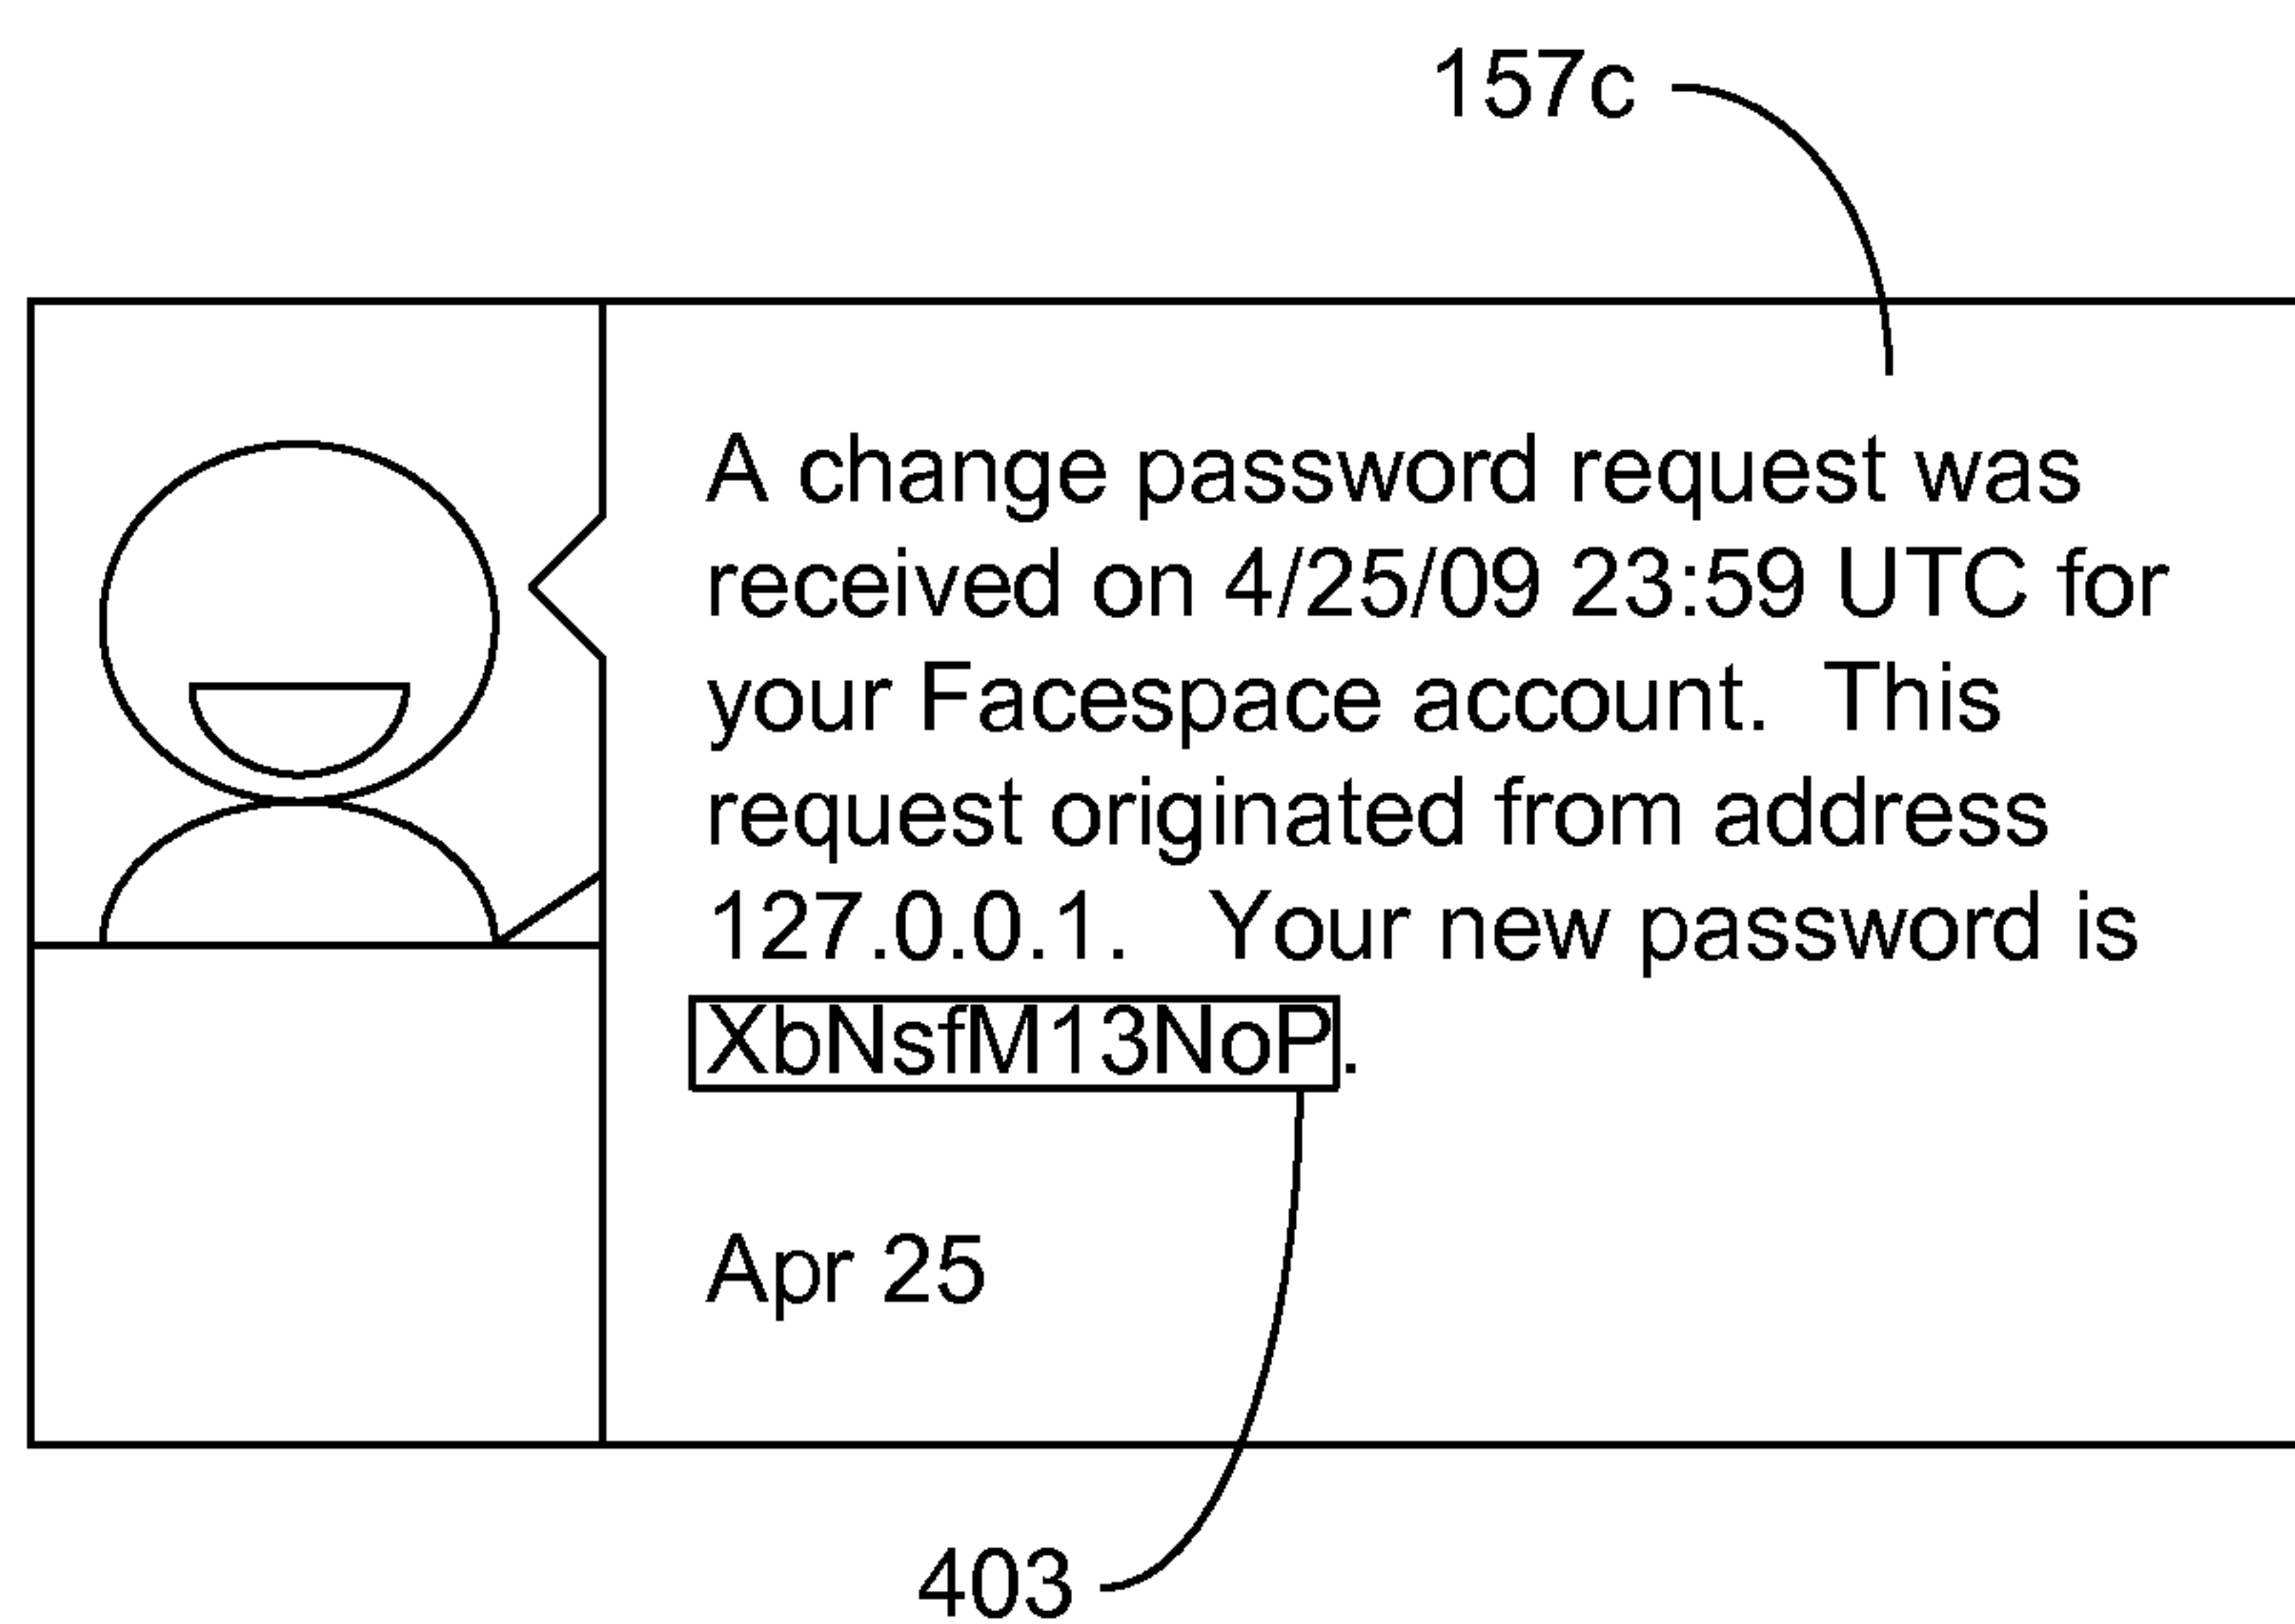 157c
A change password request was
received on 4/25/09 23:59 UTC for
your Facespace account.  This
request originated from address
127.0.0.1.  Your new password is
XbNsfM13NoP.
Apr 25
403